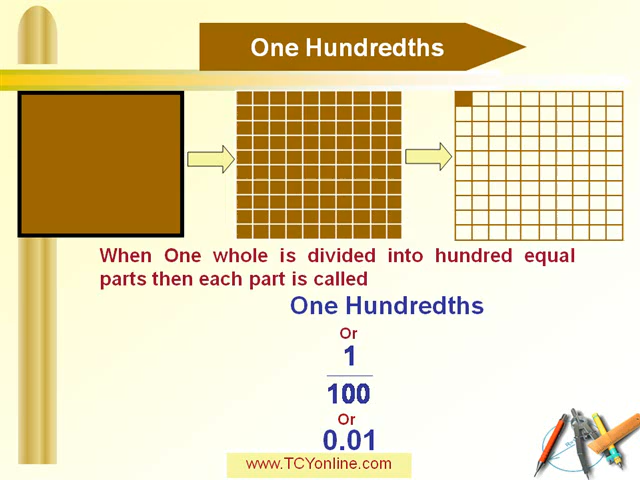 One Hundredths
When One whole is divided into hundred equal
parts then each part is called
One Hundredths
Or
1
100
Or
0.01
www.TCYonline.com